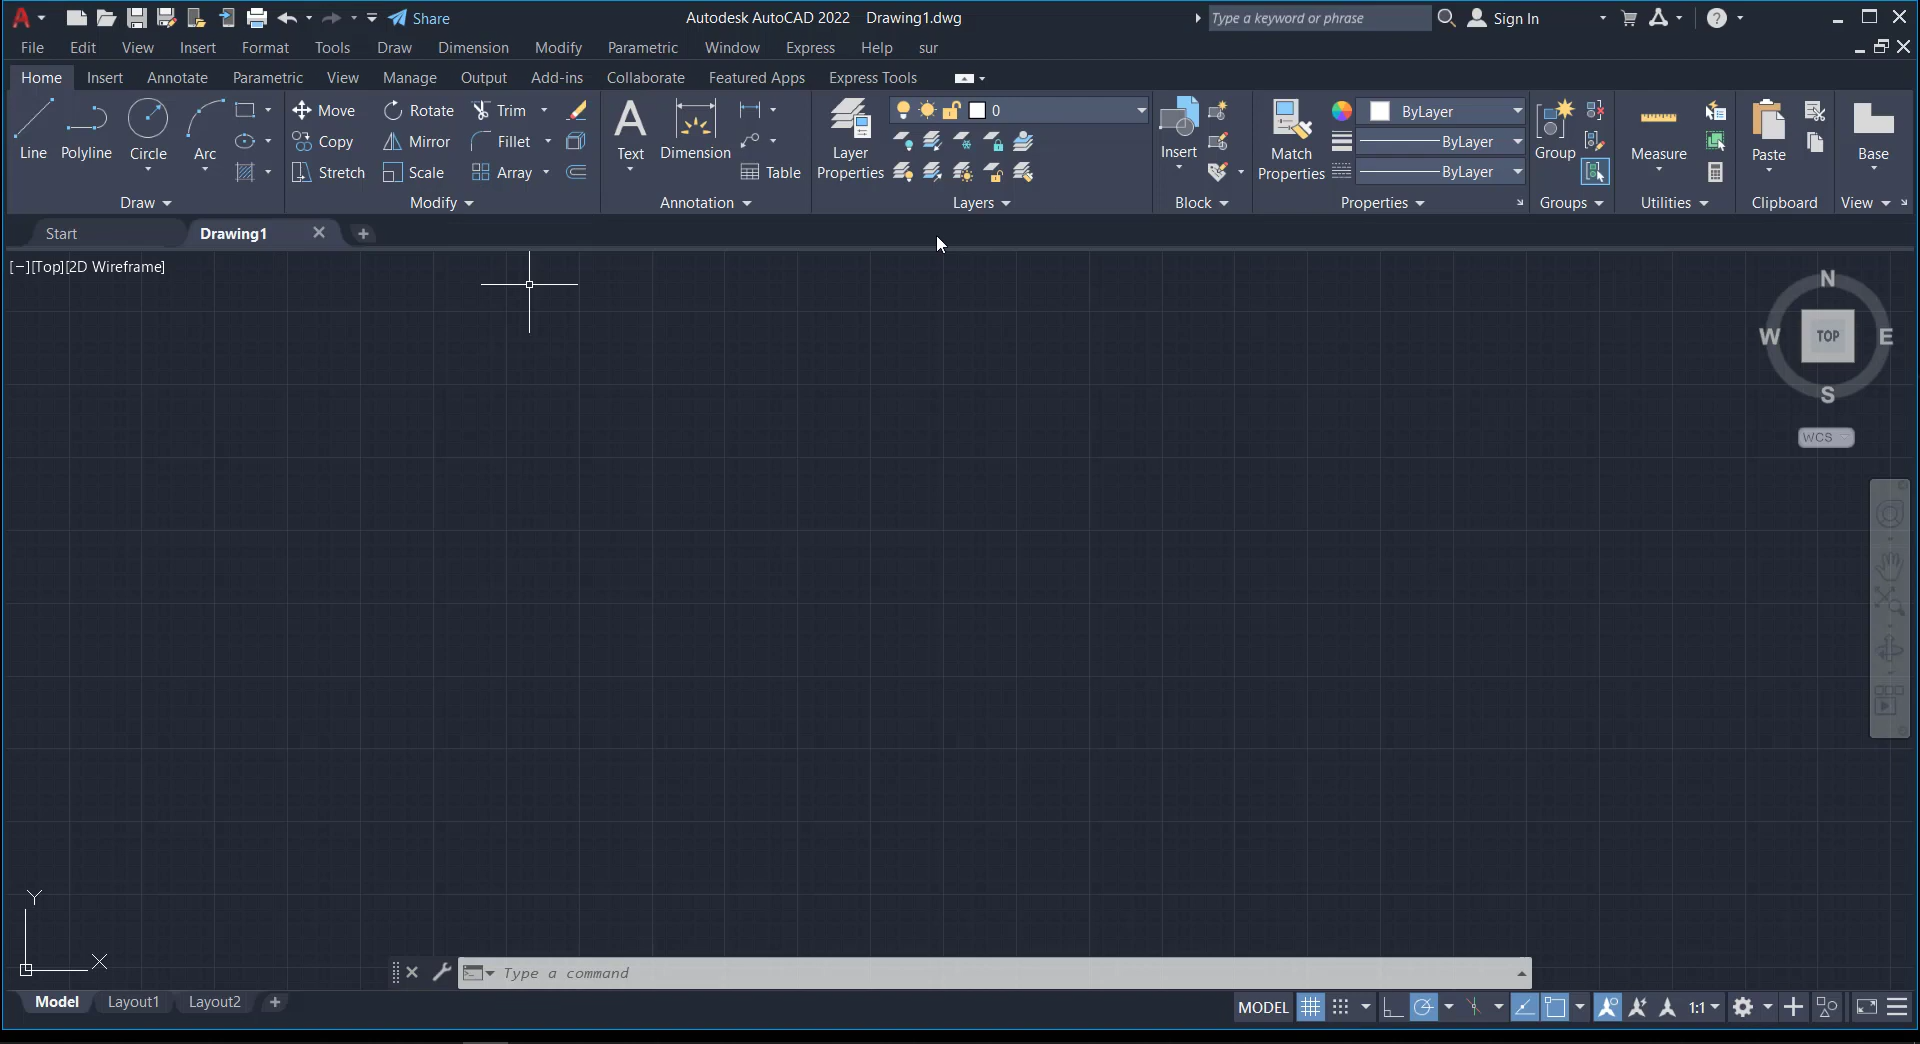 Share
Autodesk AutoCAD 2022 Drawing1.dwg
Type a keyword or phrase
Sign In
File Edit View Insert Format Tools Draw Dimension Modify Parametric Window Express Help sur
Home Insert Annotate Parametric View Manage Output Add-ins Collaborate Featured Apps Express Tools
Move Rotate Trim 0 ByLayer
Copy Mirror Fillet ByLayer
Line Polyline Circle Arc Text Dimension Layer Properties Insert Match Properties Group Measure Paste Base
Stretch Scale Array Table ByLayer
Draw Modify Annotation Layers Block Properties Groups Utilities Clipboard View
Start Drawing1
[−][Top][2D Wireframe]
N
W TOP E
S
WCS
Y
X
Type a command
Model Layout1 Layout2
MODEL 1:1